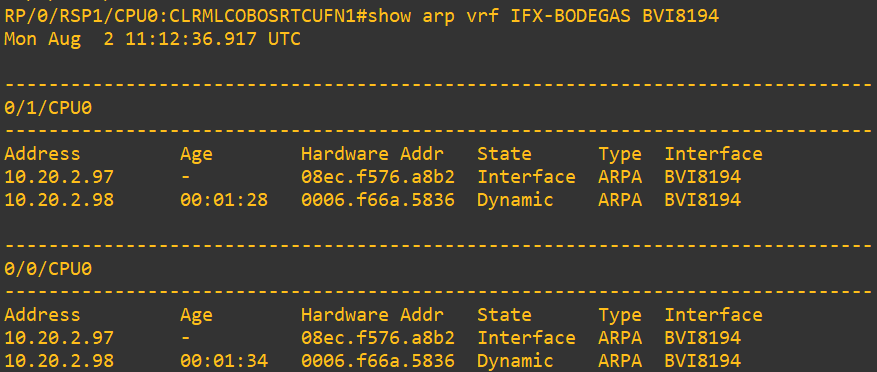 RP/0/RSP1/CPU0:CLRMLCOBOSRTCUFN1#show arp vrf IFX-BODEGAS BVI8194
Mon Aug  2 11:12:36.917 UTC
-------------------------------------------------------------------------------
0/1/CPU0
-------------------------------------------------------------------------------
Address         Age        Hardware Addr   State      Type  Interface
10.20.2.97      -          08ec.f576.a8b2  Interface  ARPA  BVI8194
10.20.2.98      00:01:28   0006.f66a.5836  Dynamic    ARPA  BVI8194
-------------------------------------------------------------------------------
0/0/CPU0
-------------------------------------------------------------------------------
Address         Age        Hardware Addr   State      Type  Interface
10.20.2.97      -          08ec.f576.a8b2  Interface  ARPA  BVI8194
10.20.2.98      00:01:34   0006.f66a.5836  Dynamic    ARPA  BVI8194